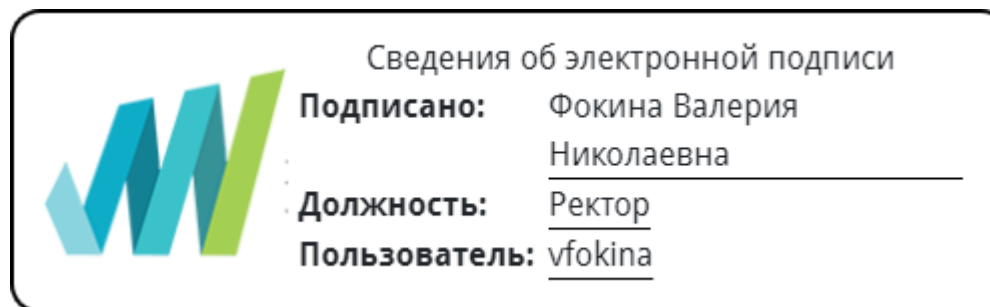 Сведения об электронной подписи
Подписано: Фокина Валерия
Николаевна
Должность: Ректор
Пользователь: vfokina